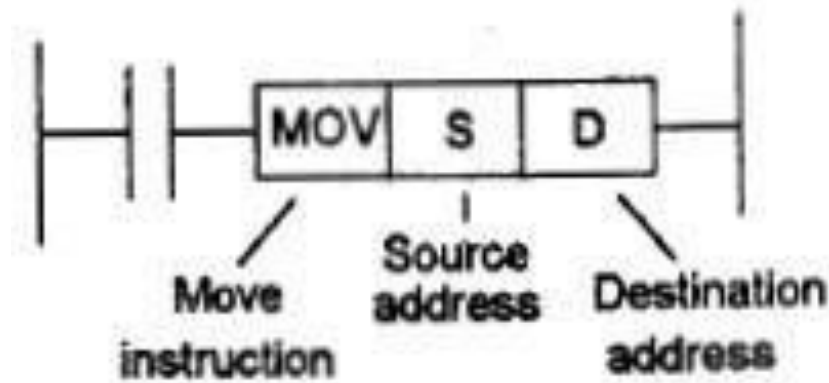 MOV S D
Source
address
Move
instruction
Destination
address